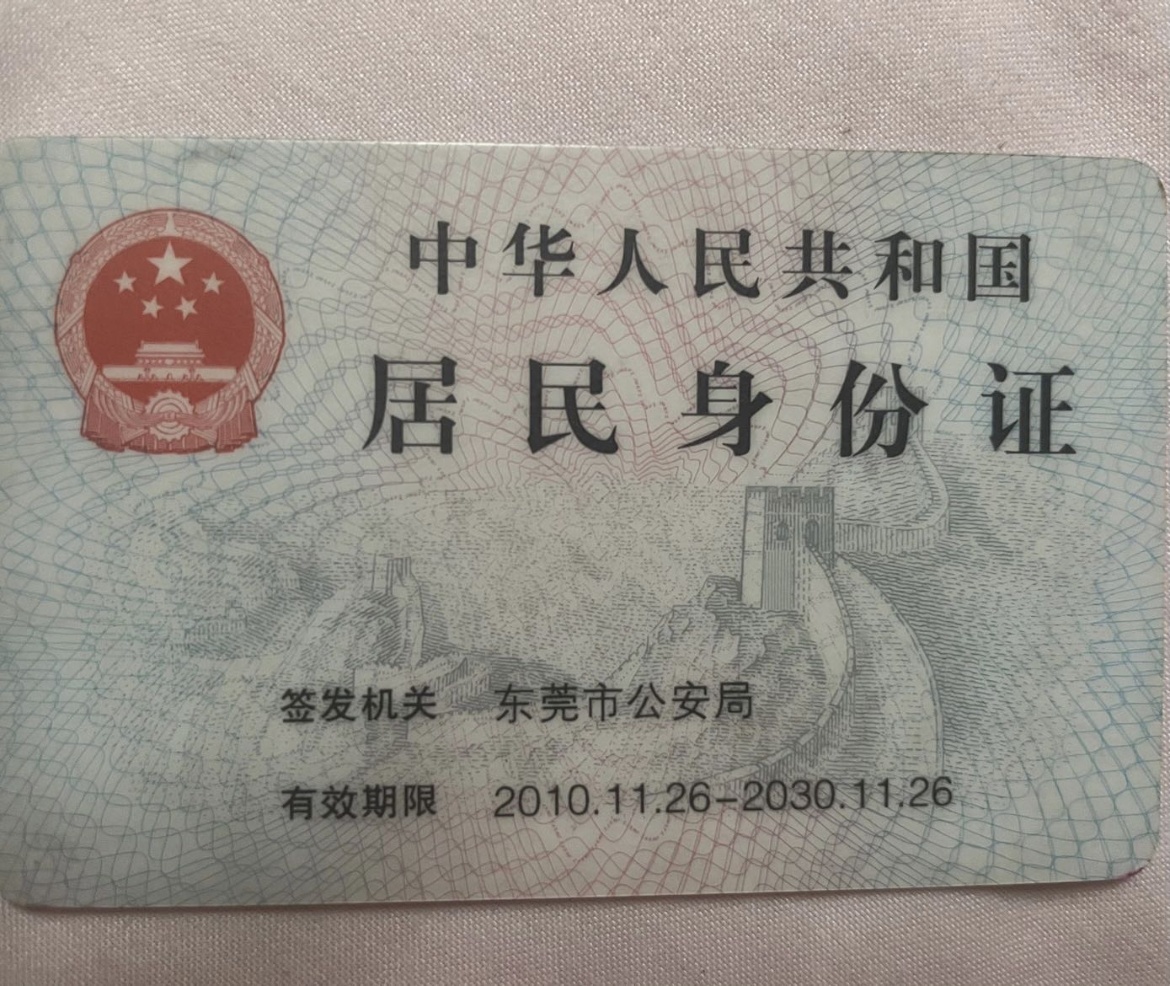 中华人民共和国
居民身份证
签发机关 东莞市公安局
有效期限 2010.11.26-2030.11.26